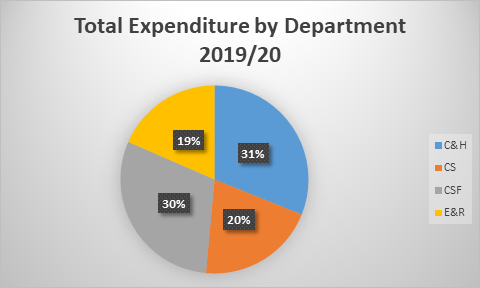 Total Expenditure by Department
2019/20
19%
31%
30%
20%
C&H
CS
CSF
E&R